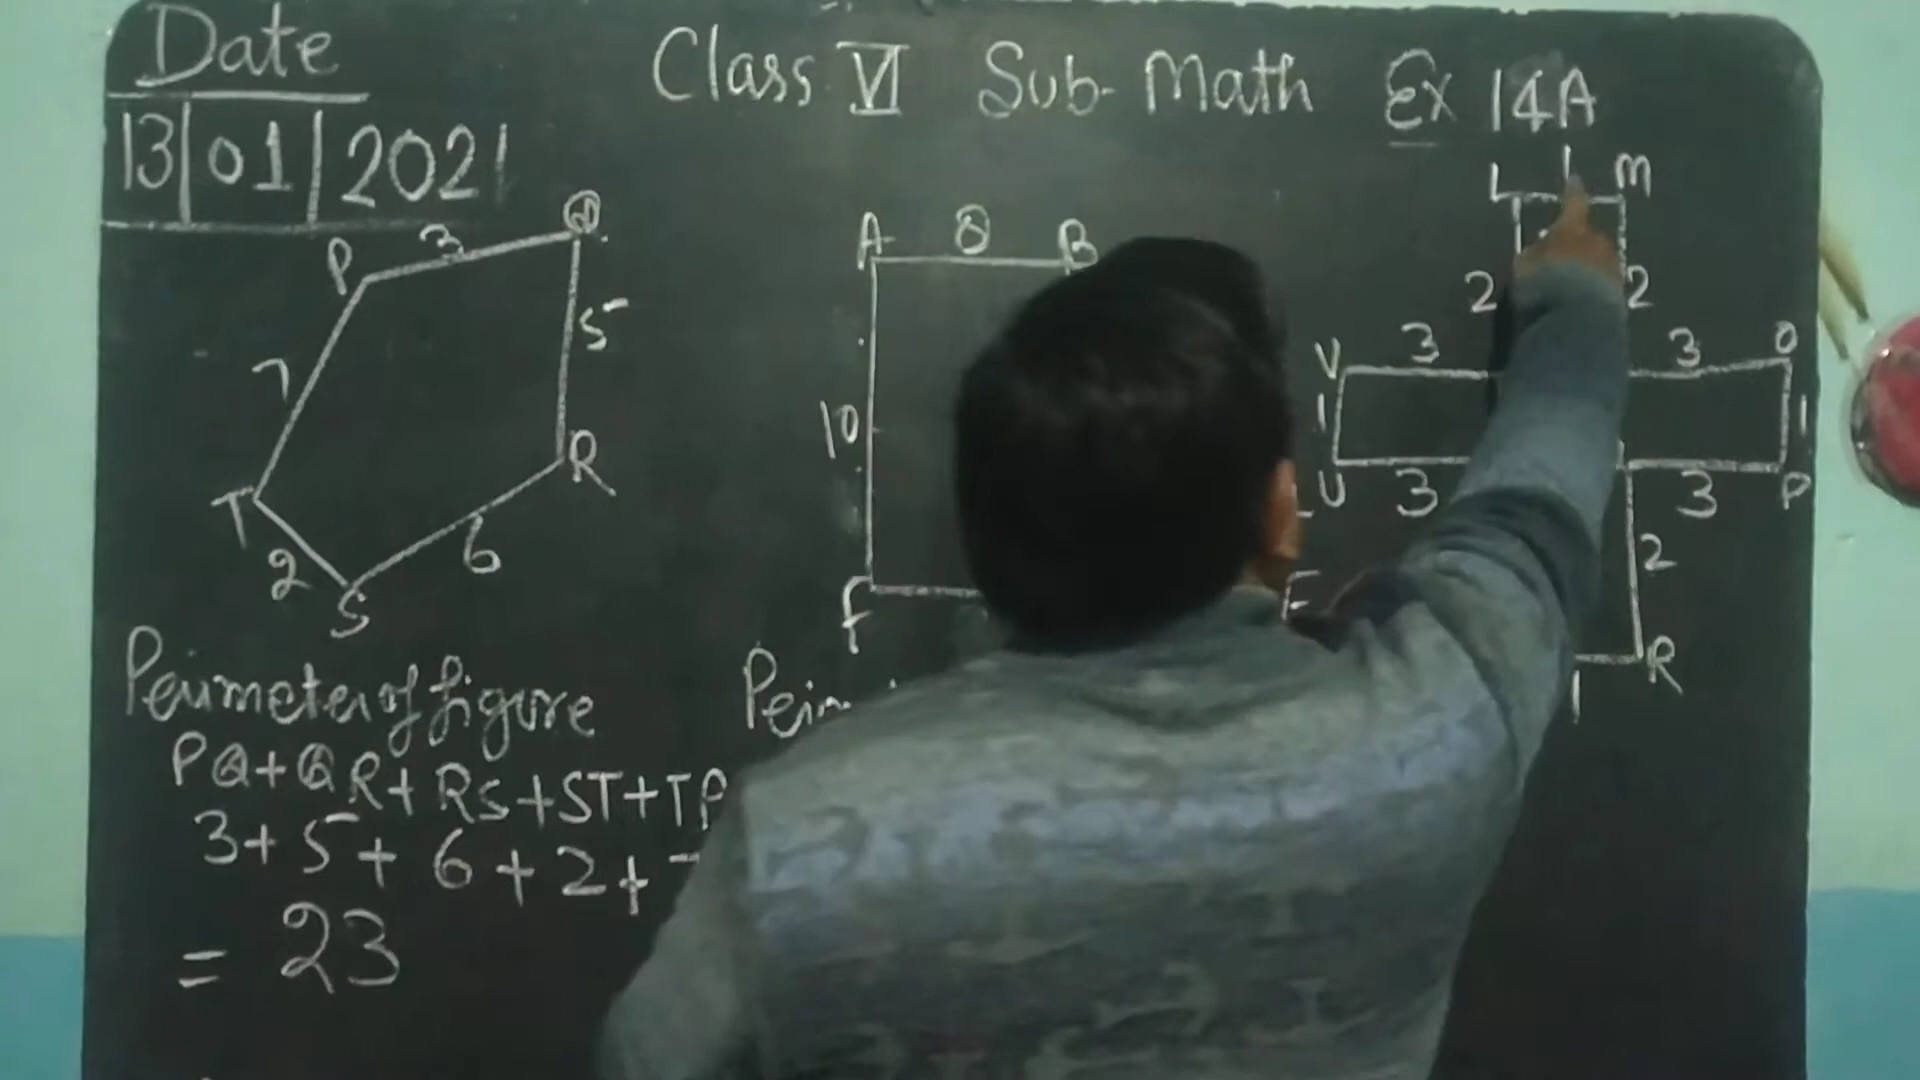 Date
13|01|2021
Class VI Sub- Math Ex 14A
P 3 Q
7 5
T R
2 6
S
A 8 B
10
F E
L 1 M
2 2
V 3 3 O
1 1
U 3 3 P
2
R
1
Perimeter of figure
PQ+QR+RS+ST+TP
3+5+6+2+
= 23